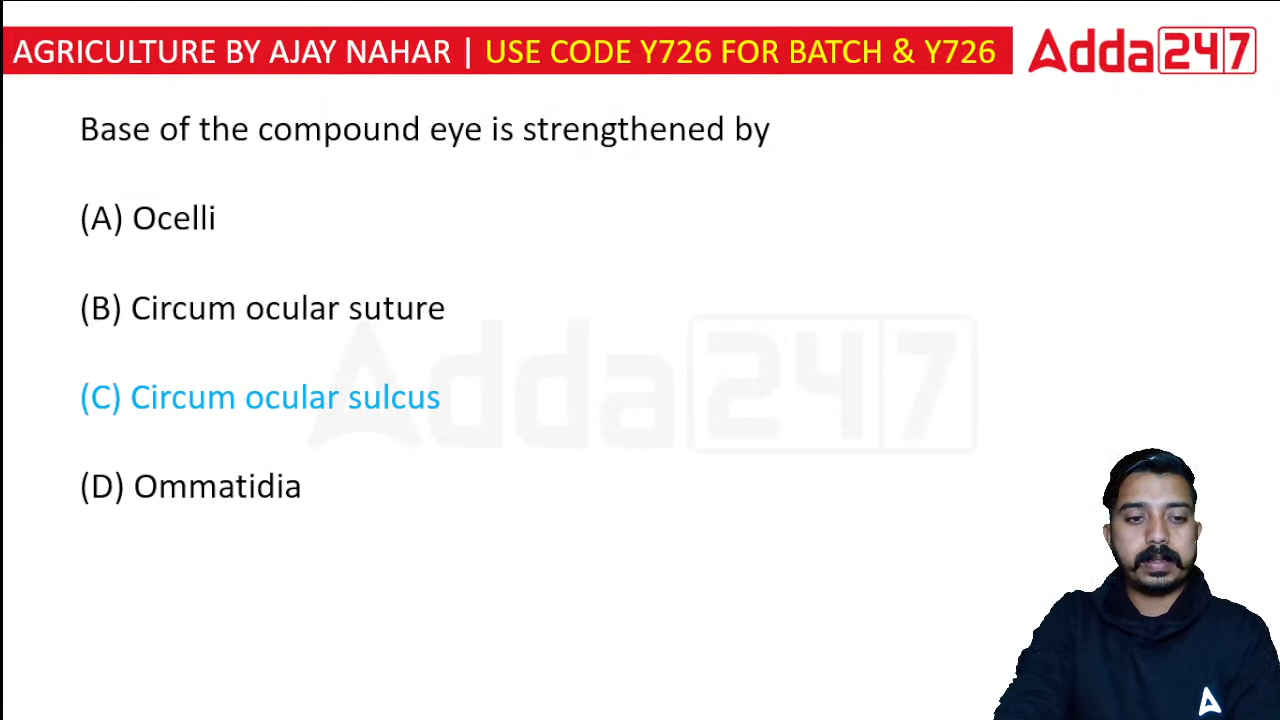 AGRICULTURE BY AJAY NAHAR | USE CODE Y726 FOR BATCH & Y726
Adda247
Base of the compound eye is strengthened by
(A) Ocelli
(B) Circum ocular suture
(C) Circum ocular sulcus
(D) Ommatidia
Adda247